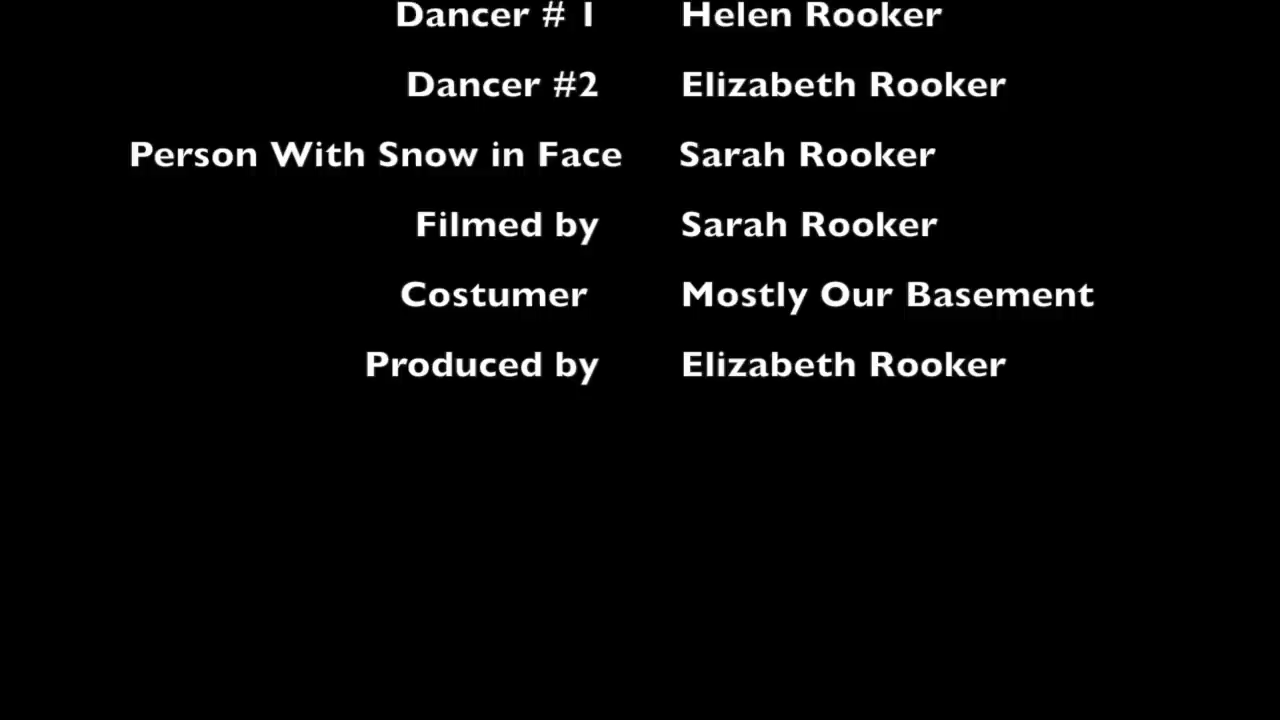 Dancer # 1 Helen Rooker
Dancer #2 Elizabeth Rooker
Person With Snow in Face Sarah Rooker
Filmed by Sarah Rooker
Costumer Mostly Our Basement
Produced by Elizabeth Rooker